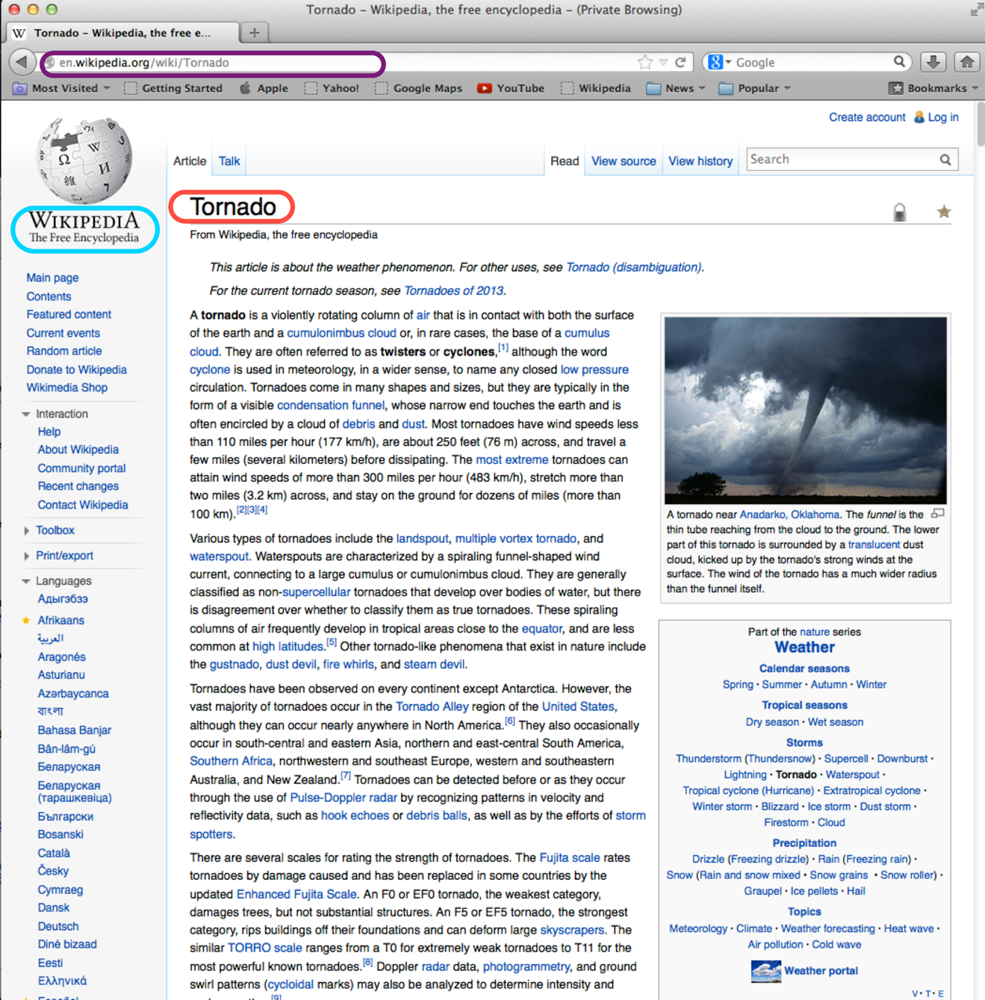 Tornado – Wikipedia, the free encyclopedia – (Private Browsing)
W Tornado – Wikipedia, the free e...
en.wikipedia.org/wiki/Tornado
Google
Most Visited
Getting Started
Apple
Yahoo!
Google Maps
YouTube
Wikipedia
News
Popular
Bookmarks
Create account
Log in
Article
Talk
Read
View source
View history
Search
WIKIPEDIA
The Free Encyclopedia
Main page
Contents
Featured content
Current events
Random article
Donate to Wikipedia
Wikimedia Shop
Interaction
Help
About Wikipedia
Community portal
Recent changes
Contact Wikipedia
Toolbox
Print/export
Languages
Адыгэбзэ
Afrikaans
العربية
Aragonés
Asturianu
Azərbaycanca
বাংলা
Bahasa Banjar
Bân-lâm-gú
Беларуская
Беларуская
(тарашкевіца)
Български
Bosanski
Català
Česky
Cymraeg
Dansk
Deutsch
Diné bizaad
Eesti
Ελληνικά
Español
Tornado
From Wikipedia, the free encyclopedia
This article is about the weather phenomenon. For other uses, see Tornado (disambiguation).
For the current tornado season, see Tornadoes of 2013.
A tornado is a violently rotating column of air that is in contact with both the surface
of the earth and a cumulonimbus cloud or, in rare cases, the base of a cumulus
cloud. They are often referred to as twisters or cyclones,[1] although the word
cyclone is used in meteorology, in a wider sense, to name any closed low pressure
circulation. Tornadoes come in many shapes and sizes, but they are typically in the
form of a visible condensation funnel, whose narrow end touches the earth and is
often encircled by a cloud of debris and dust. Most tornadoes have wind speeds less
than 110 miles per hour (177 km/h), are about 250 feet (76 m) across, and travel a
few miles (several kilometers) before dissipating. The most extreme tornadoes can
attain wind speeds of more than 300 miles per hour (483 km/h), stretch more than
two miles (3.2 km) across, and stay on the ground for dozens of miles (more than
100 km).[2][3][4]
Various types of tornadoes include the landspout, multiple vortex tornado, and
waterspout. Waterspouts are characterized by a spiraling funnel-shaped wind
current, connecting to a large cumulus or cumulonimbus cloud. They are generally
classified as non-supercellular tornadoes that develop over bodies of water, but there
is disagreement over whether to classify them as true tornadoes. These spiraling
columns of air frequently develop in tropical areas close to the equator, and are less
common at high latitudes.[5] Other tornado-like phenomena that exist in nature include
the gustnado, dust devil, fire whirls, and steam devil.
Tornadoes have been observed on every continent except Antarctica. However, the
vast majority of tornadoes occur in the Tornado Alley region of the United States,
although they can occur nearly anywhere in North America.[6] They also occasionally
occur in south-central and eastern Asia, northern and east-central South America,
Southern Africa, northwestern and southeast Europe, western and southeastern
Australia, and New Zealand.[7] Tornadoes can be detected before or as they occur
through the use of Pulse-Doppler radar by recognizing patterns in velocity and
reflectivity data, such as hook echoes or debris balls, as well as by the efforts of storm
spotters.
There are several scales for rating the strength of tornadoes. The Fujita scale rates
tornadoes by damage caused and has been replaced in some countries by the
updated Enhanced Fujita Scale. An F0 or EF0 tornado, the weakest category,
damages trees, but not substantial structures. An F5 or EF5 tornado, the strongest
category, rips buildings off their foundations and can deform large skyscrapers. The
similar TORRO scale ranges from a T0 for extremely weak tornadoes to T11 for the
most powerful known tornadoes.[8] Doppler radar data, photogrammetry, and ground
swirl patterns (cycloidal marks) may also be analyzed to determine intensity and
[9]
A tornado near Anadarko, Oklahoma. The funnel is the
thin tube reaching from the cloud to the ground. The lower
part of this tornado is surrounded by a translucent dust
cloud, kicked up by the tornado's strong winds at the
surface. The wind of the tornado has a much wider radius
than the funnel itself.
Part of the nature series
Weather
Calendar seasons
Spring · Summer · Autumn · Winter
Tropical seasons
Dry season · Wet season
Storms
Thunderstorm (Thundersnow) · Supercell · Downburst ·
Lightning · Tornado · Waterspout ·
Tropical cyclone (Hurricane) · Extratropical cyclone ·
Winter storm · Blizzard · Ice storm · Dust storm ·
Firestorm · Cloud
Precipitation
Drizzle (Freezing drizzle) · Rain (Freezing rain) ·
Snow (Rain and snow mixed · Snow grains · Snow roller) ·
Graupel · Ice pellets · Hail
Topics
Meteorology · Climate · Weather forecasting · Heat wave ·
Air pollution · Cold wave
Weather portal
V · T · E